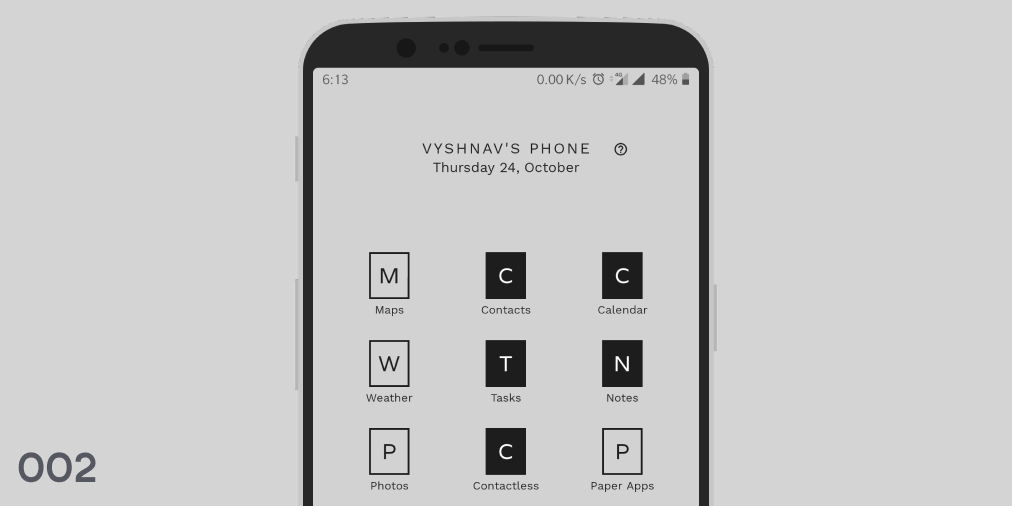 6:13 0.00 K/s 4G 48%
VYSHNAV'S PHONE ?
Thursday 24, October
M C C
Maps Contacts Calendar
W T N
Weather Tasks Notes
P C P
Photos Contactless Paper Apps
002